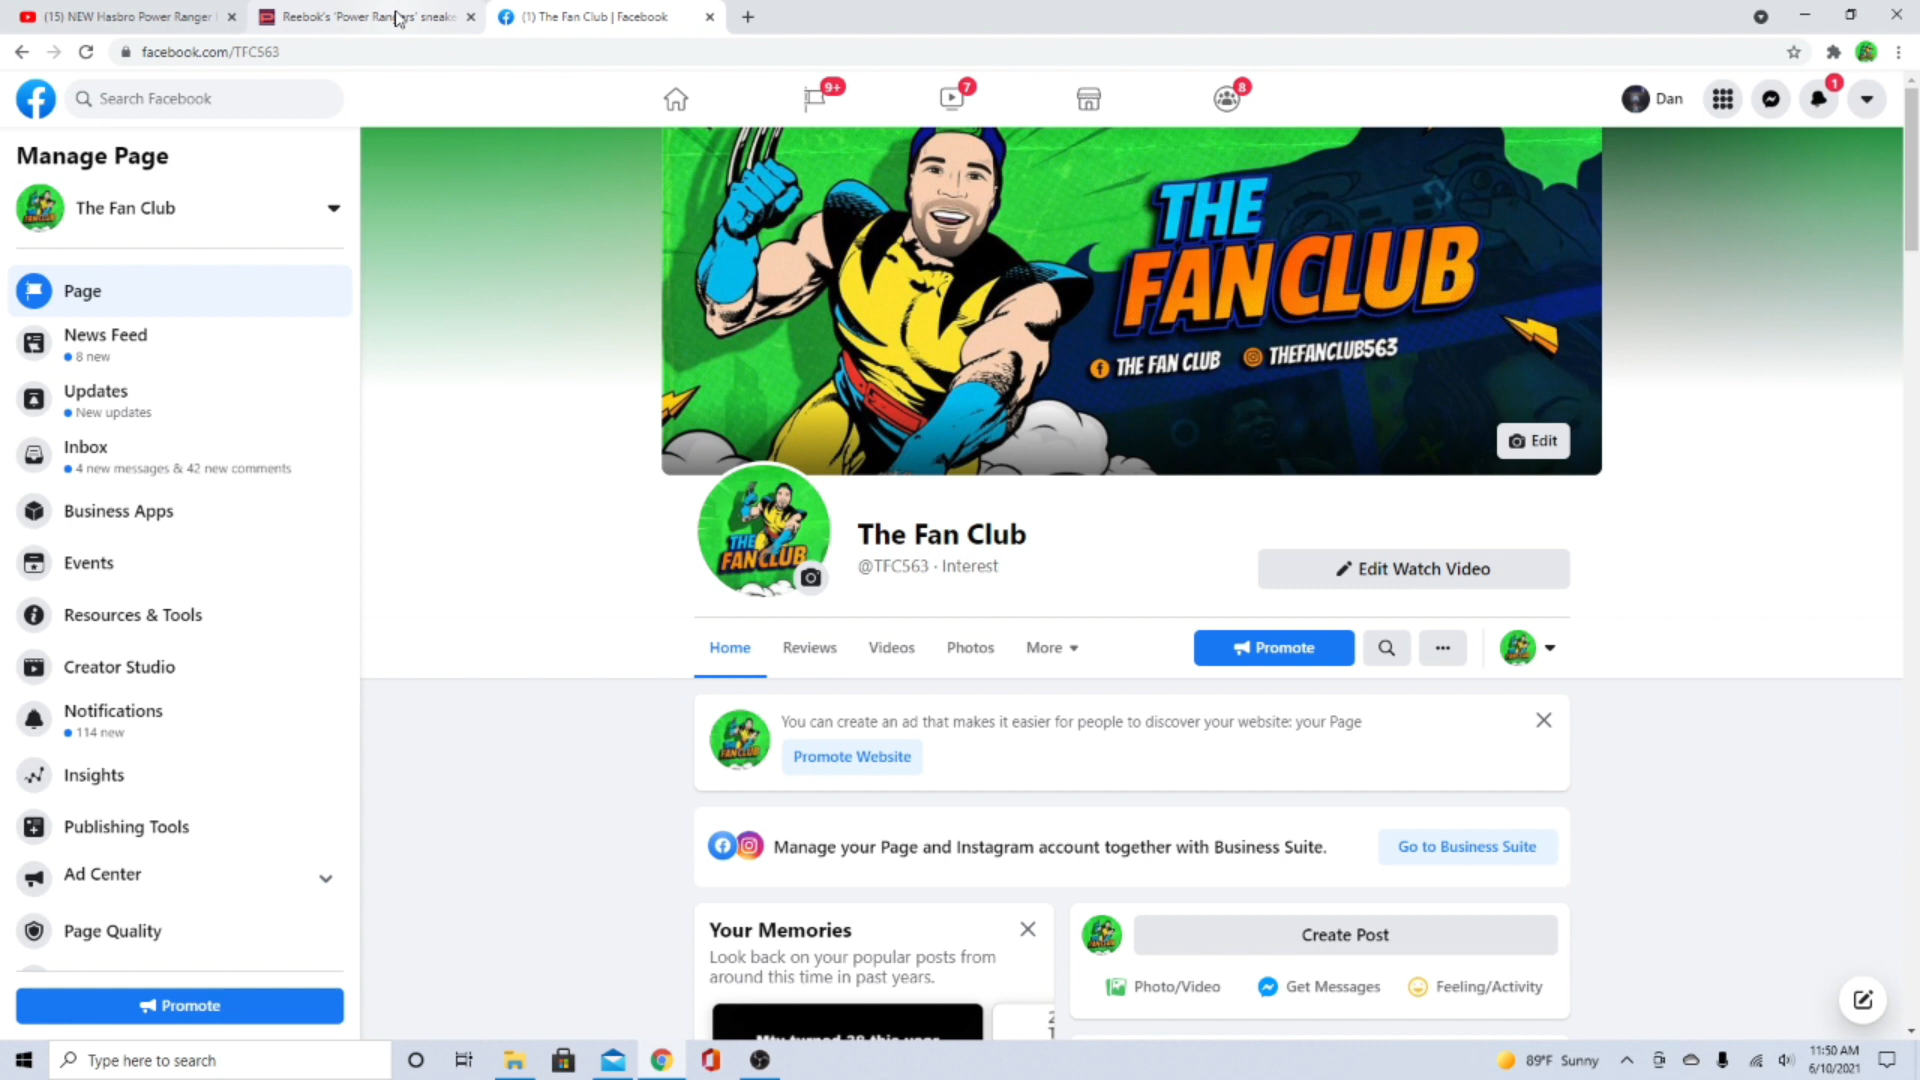 (15) NEW Hasbro Power Ranger
Reebok's 'Power Rangers' sneake
(1) The Fan Club | Facebook
facebook.com/TFC563
Search Facebook
9+
7
8
Dan
1
Manage Page
The Fan Club
Page
News Feed
8 new
Updates
New updates
Inbox
4 new messages & 42 new comments
Business Apps
Events
Resources & Tools
Creator Studio
Notifications
114 new
Insights
Publishing Tools
Ad Center
Page Quality
Promote
THE
FAN CLUB
THE FAN CLUB THEFANCLUB563
Edit
THE
FAN CLUB
The Fan Club
@TFC563 · Interest
Edit Watch Video
Home Reviews Videos Photos More
Promote
You can create an ad that makes it easier for people to discover your website: your Page
Promote Website
Manage your Page and Instagram account together with Business Suite.
Go to Business Suite
Your Memories
Look back on your popular posts from
around this time in past years.
Create Post
Photo/Video Get Messages Feeling/Activity
Type here to search
89°F Sunny
11:50 AM
6/10/2021